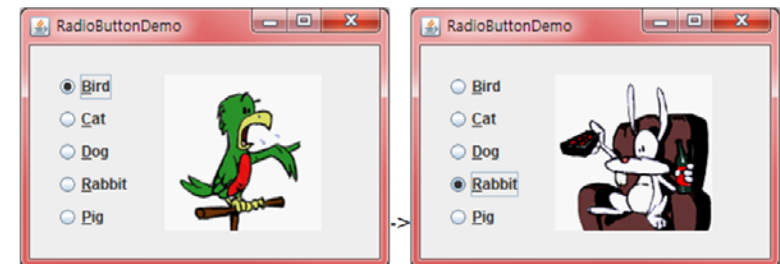 RadioButtonDemo
Bird
Cat
Dog
Rabbit
Pig
->
RadioButtonDemo
Bird
Cat
Dog
Rabbit
Pig